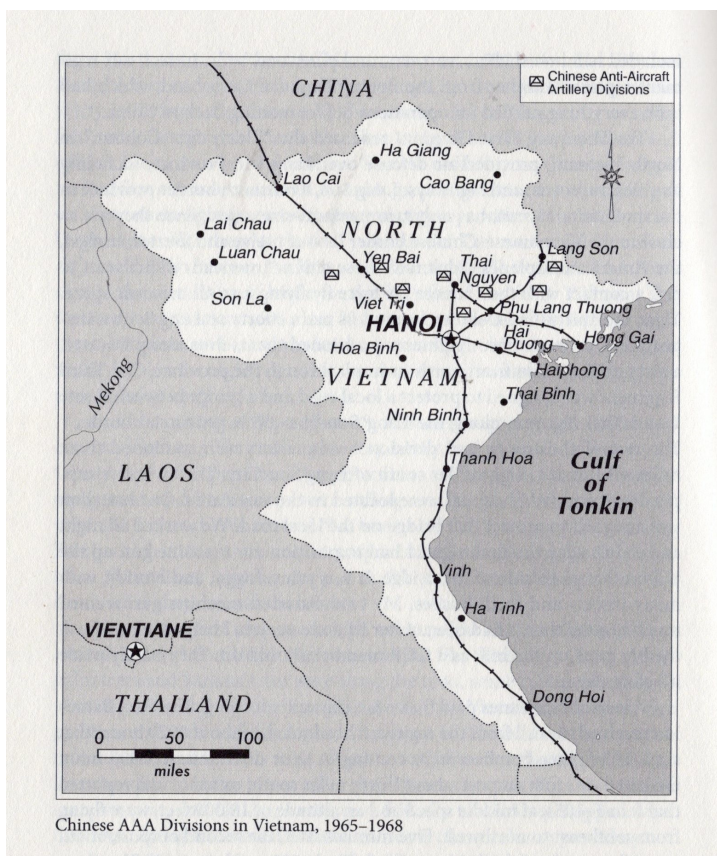 CHINA
Chinese Anti-Aircraft
Artillery Divisions
Ha Giang
Lao Cai
Cao Bang
NORTH
Lai Chau
Luan Chau
Lang Son
Yen Bai
Thai
Nguyen
Son La
Viet Tri
Phu Lang Thuong
HANOI
Hai
Duong
Hong Gai
Hoa Binh
Haiphong
VIETNAM
Thai Binh
Mekong
Ninh Binh
Thanh Hoa
LAOS
Gulf
of
Tonkin
Vinh
Ha Tinh
VIENTIANE
THAILAND
Dong Hoi
0 50 100
miles
Chinese AAA Divisions in Vietnam, 1965–1968